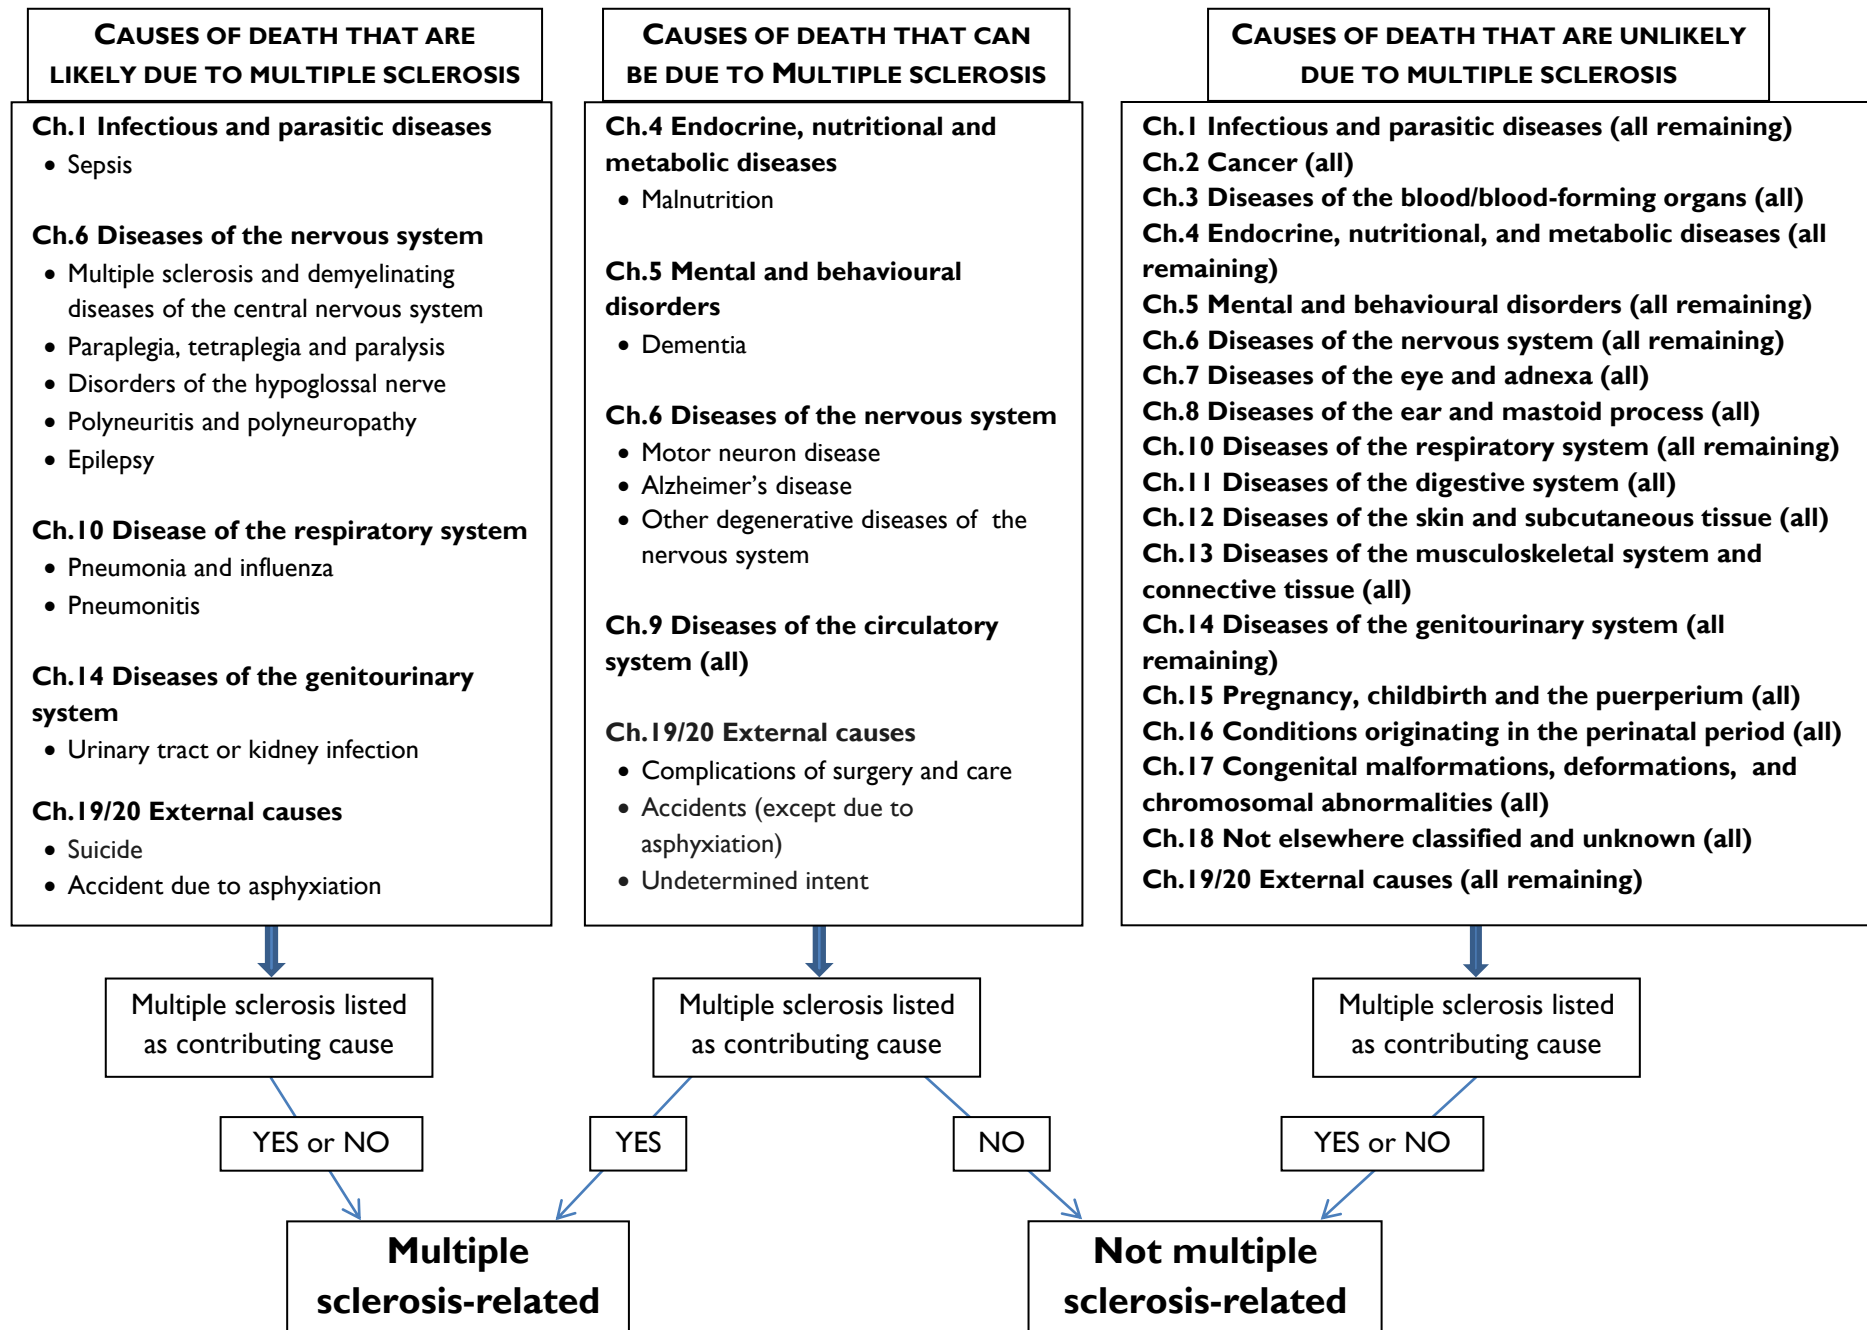 CAUSES OF DEATH THAT ARE
LIKELY DUE TO MULTIPLE SCLEROSIS
Ch.1 Infectious and parasitic diseases
• Sepsis
Ch.6 Diseases of the nervous system
• Multiple sclerosis and demyelinating
diseases of the central nervous system
• Paraplegia, tetraplegia and paralysis
• Disorders of the hypoglossal nerve
• Polyneuritis and polyneuropathy
• Epilepsy
Ch.10 Disease of the respiratory system
• Pneumonia and influenza
• Pneumonitis
Ch.14 Diseases of the genitourinary
system
• Urinary tract or kidney infection
Ch.19/20 External causes
• Suicide
• Accident due to asphyxiation
CAUSES OF DEATH THAT CAN
BE DUE TO MULTIPLE SCLEROSIS
Ch.4 Endocrine, nutritional and
metabolic diseases
• Malnutrition
Ch.5 Mental and behavioural
disorders
• Dementia
Ch.6 Diseases of the nervous system
• Motor neuron disease
• Alzheimer’s disease
• Other degenerative diseases of the
nervous system
Ch.9 Diseases of the circulatory
system (all)
Ch.19/20 External causes
• Complications of surgery and care
• Accidents (except due to
asphyxiation)
• Undetermined intent
CAUSES OF DEATH THAT ARE UNLIKELY
DUE TO MULTIPLE SCLEROSIS
Ch.1 Infectious and parasitic diseases (all remaining)
Ch.2 Cancer (all)
Ch.3 Diseases of the blood/blood-forming organs (all)
Ch.4 Endocrine, nutritional, and metabolic diseases (all
remaining)
Ch.5 Mental and behavioural disorders (all remaining)
Ch.6 Diseases of the nervous system (all remaining)
Ch.7 Diseases of the eye and adnexa (all)
Ch.8 Diseases of the ear and mastoid process (all)
Ch.10 Diseases of the respiratory system (all remaining)
Ch.11 Diseases of the digestive system (all)
Ch.12 Diseases of the skin and subcutaneous tissue (all)
Ch.13 Diseases of the musculoskeletal system and
connective tissue (all)
Ch.14 Diseases of the genitourinary system (all
remaining)
Ch.15 Pregnancy, childbirth and the puerperium (all)
Ch.16 Conditions originating in the perinatal period (all)
Ch.17 Congenital malformations, deformations, and
chromosomal abnormalities (all)
Ch.18 Not elsewhere classified and unknown (all)
Ch.19/20 External causes (all remaining)
Multiple sclerosis listed
as contributing cause
Multiple sclerosis listed
as contributing cause
Multiple sclerosis listed
as contributing cause
YES or NO
YES
NO
YES or NO
Multiple
sclerosis-related
Not multiple
sclerosis-related